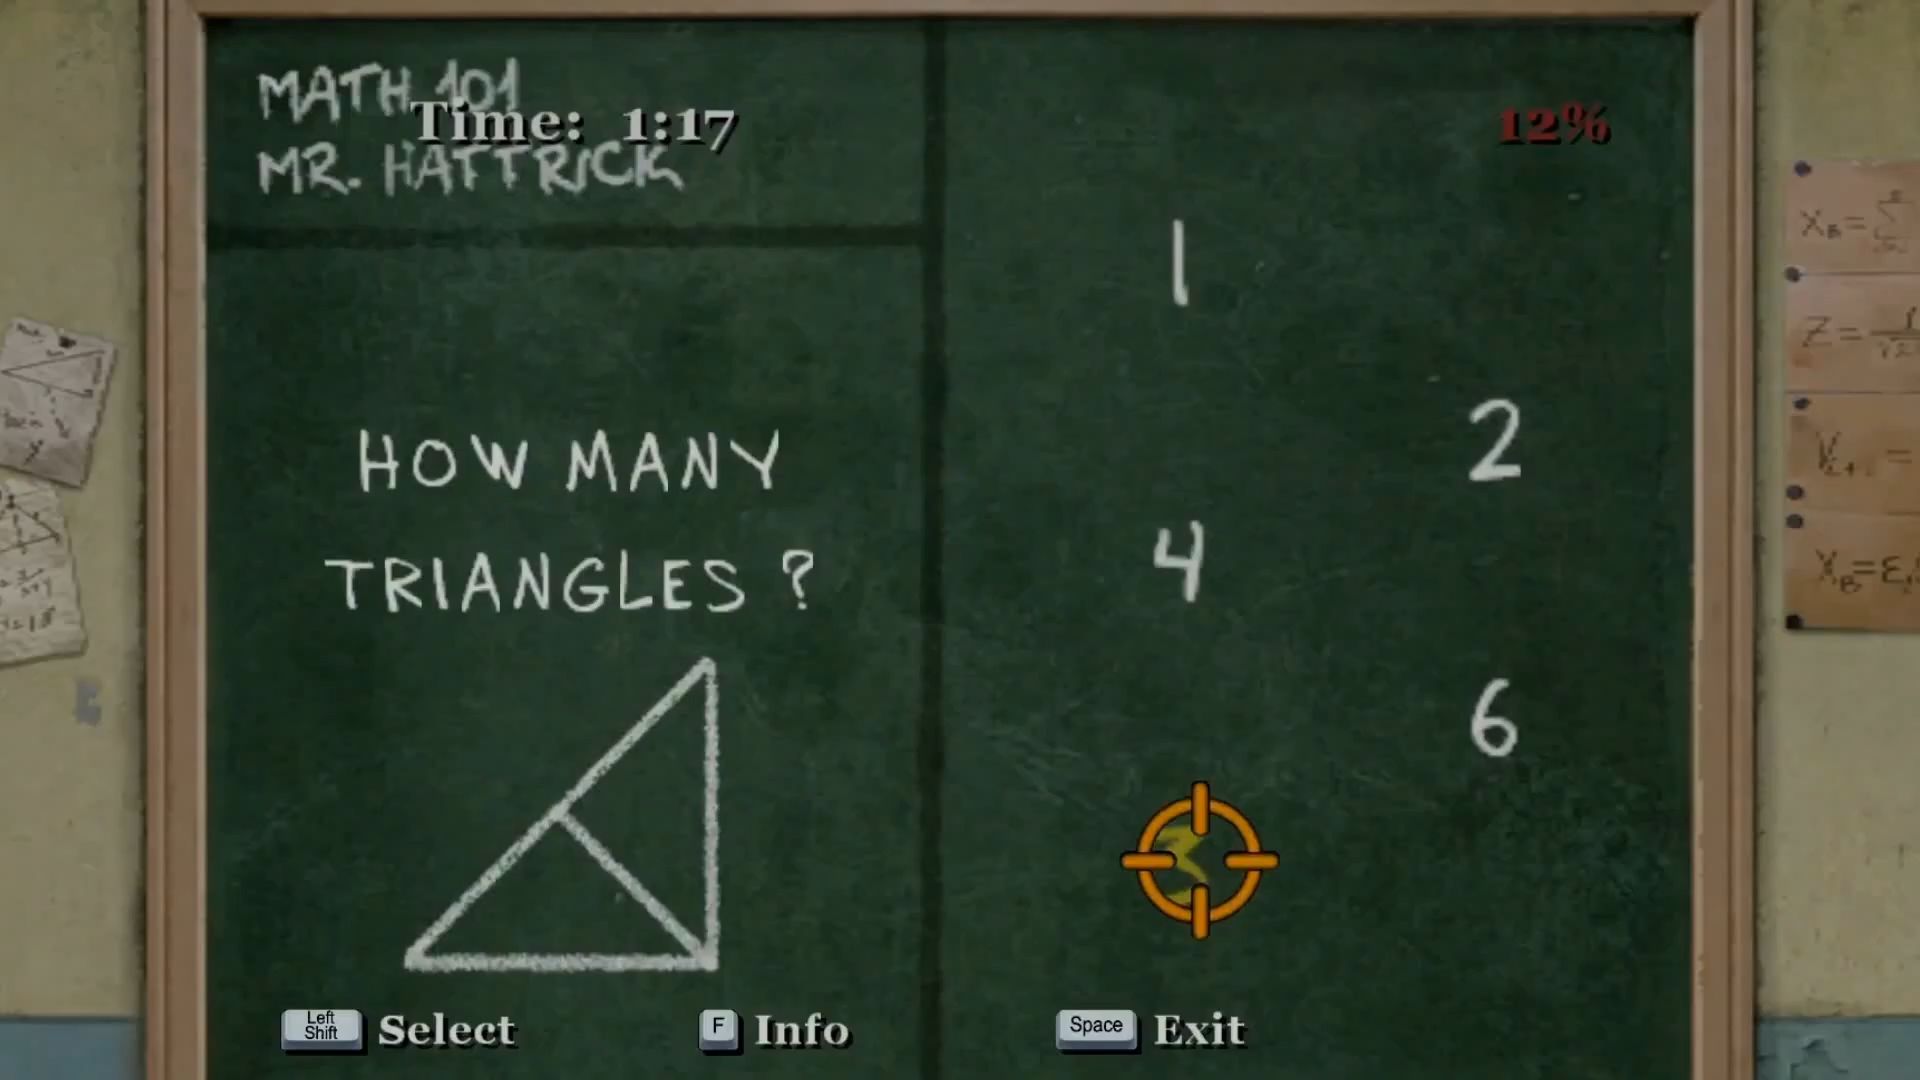 MATH 101
Time: 1:17
12%
MR. HATTRICK
1
2
HOW MANY
TRIANGLES ?
4
6
3
Left Shift Select
F Info
Space Exit